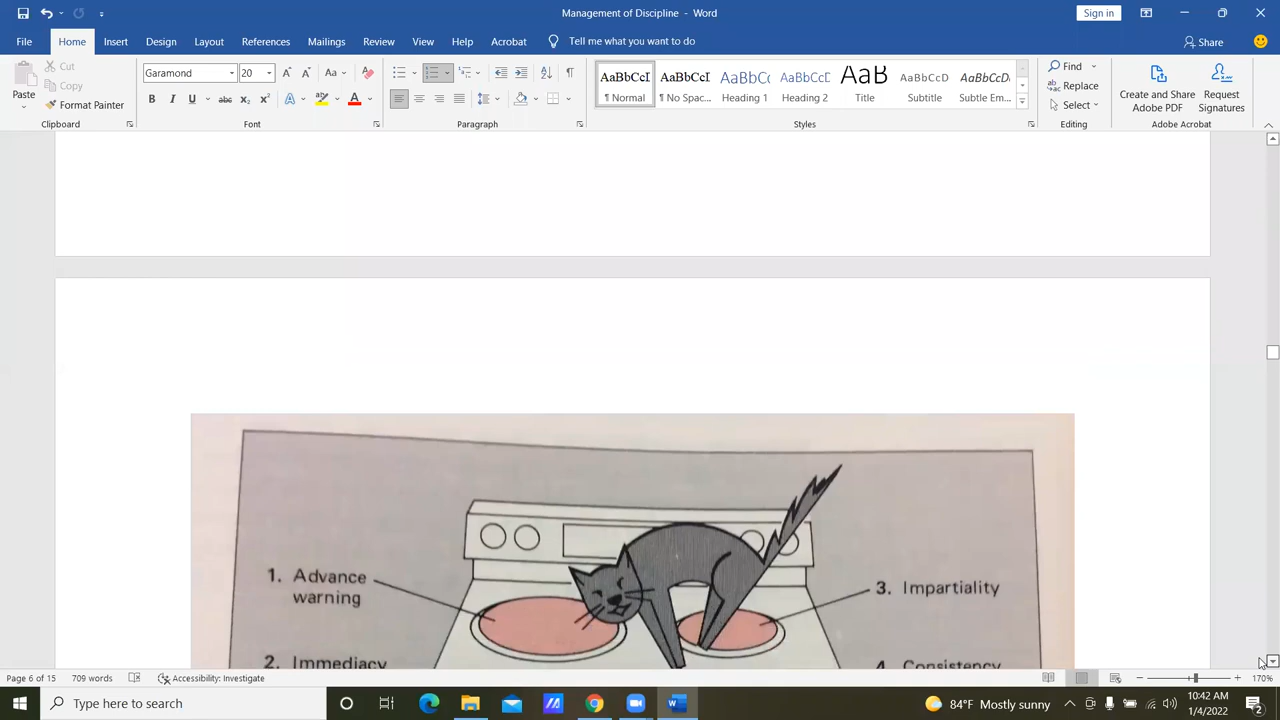 Management of Discipline - Word
Sign in
File Home Insert Design Layout References Mailings Review View Help Acrobat Tell me what you want to do
Share
Paste
Cut
Copy
Format Painter
Clipboard
Garamond 20
Font
Paragraph
AaBbCcI AaBbCcI AaBbC( AaBbCcD AaB AaBbCcD AaBbCcD
¶ Normal ¶ No Spac... Heading 1 Heading 2 Title Subtitle Subtle Em...
Styles
Find
Replace
Select
Editing
Create and Share
Adobe PDF
Request
Signatures
Adobe Acrobat
1. Advance
warning
3. Impartiality
2. Immediacy
4. Consistency
Page 6 of 15 709 words Accessibility: Investigate
170%
Type here to search
84°F Mostly sunny
10:42 AM
1/4/2022
2